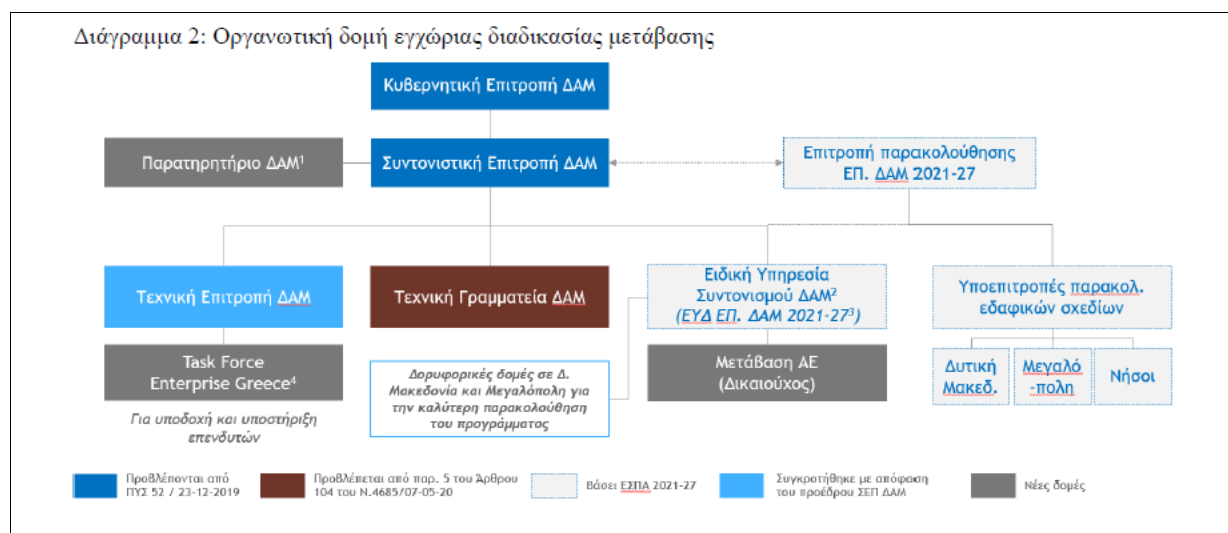 Διάγραμμα 2: Οργανωτική δομή εγχώριας διαδικασίας μετάβασης
Κυβερνητική Επιτροπή ΔΑΜ
Παρατηρητήριο ΔΑΜ¹
Συντονιστική Επιτροπή ΔΑΜ
Επιτροπή παρακολούθησης
ΕΠ. ΔΑΜ 2021-27
Τεχνική Επιτροπή ΔΑΜ
Τεχνική Γραμματεία ΔΑΜ
Ειδική Υπηρεσία
Συντονισμού ΔΑΜ²
(ΕΥΔ ΕΠ. ΔΑΜ 2021-27³)
Υποεπιτροπές παρακολ.
εδαφικών σχεδίων
Task Force
Enterprise Greece⁴
Για υποδοχή και υποστήριξη
επενδυτών
Δορυφορικές δομές σε Δ.
Μακεδονία και Μεγαλόπολη για
την καλύτερη παρακολούθηση
του προγράμματος
Μετάβαση ΑΕ
(Δικαιούχος)
Δυτική
Μακεδ.
Μεγαλό
-πολη
Νήσοι
Προβλέπονται από
ΠΥΣ 52 / 23-12-2019
Προβλέπεται από παρ. 5 του Άρθρου
104 του Ν.4685/07-05-20
Βάσει ΕΣΠΑ 2021-27
Συγκροτήθηκε με απόφαση
του προέδρου ΣΕΠ ΔΑΜ
Νέες δομές